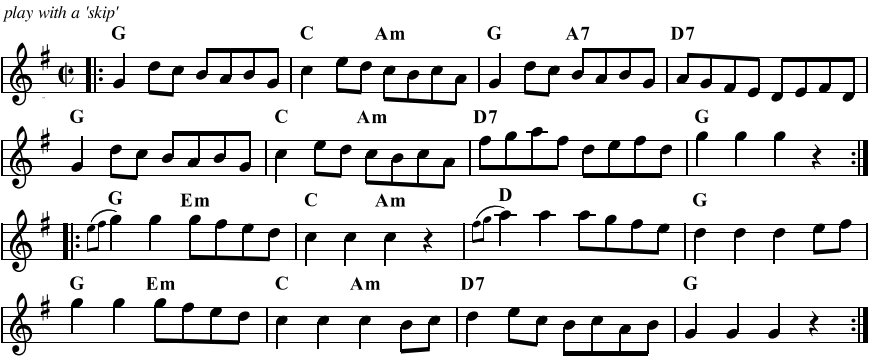 play with a 'skip'
G C Am G A7 D7
G C Am D7 G
G Em C Am D G
G Em C Am D7 G